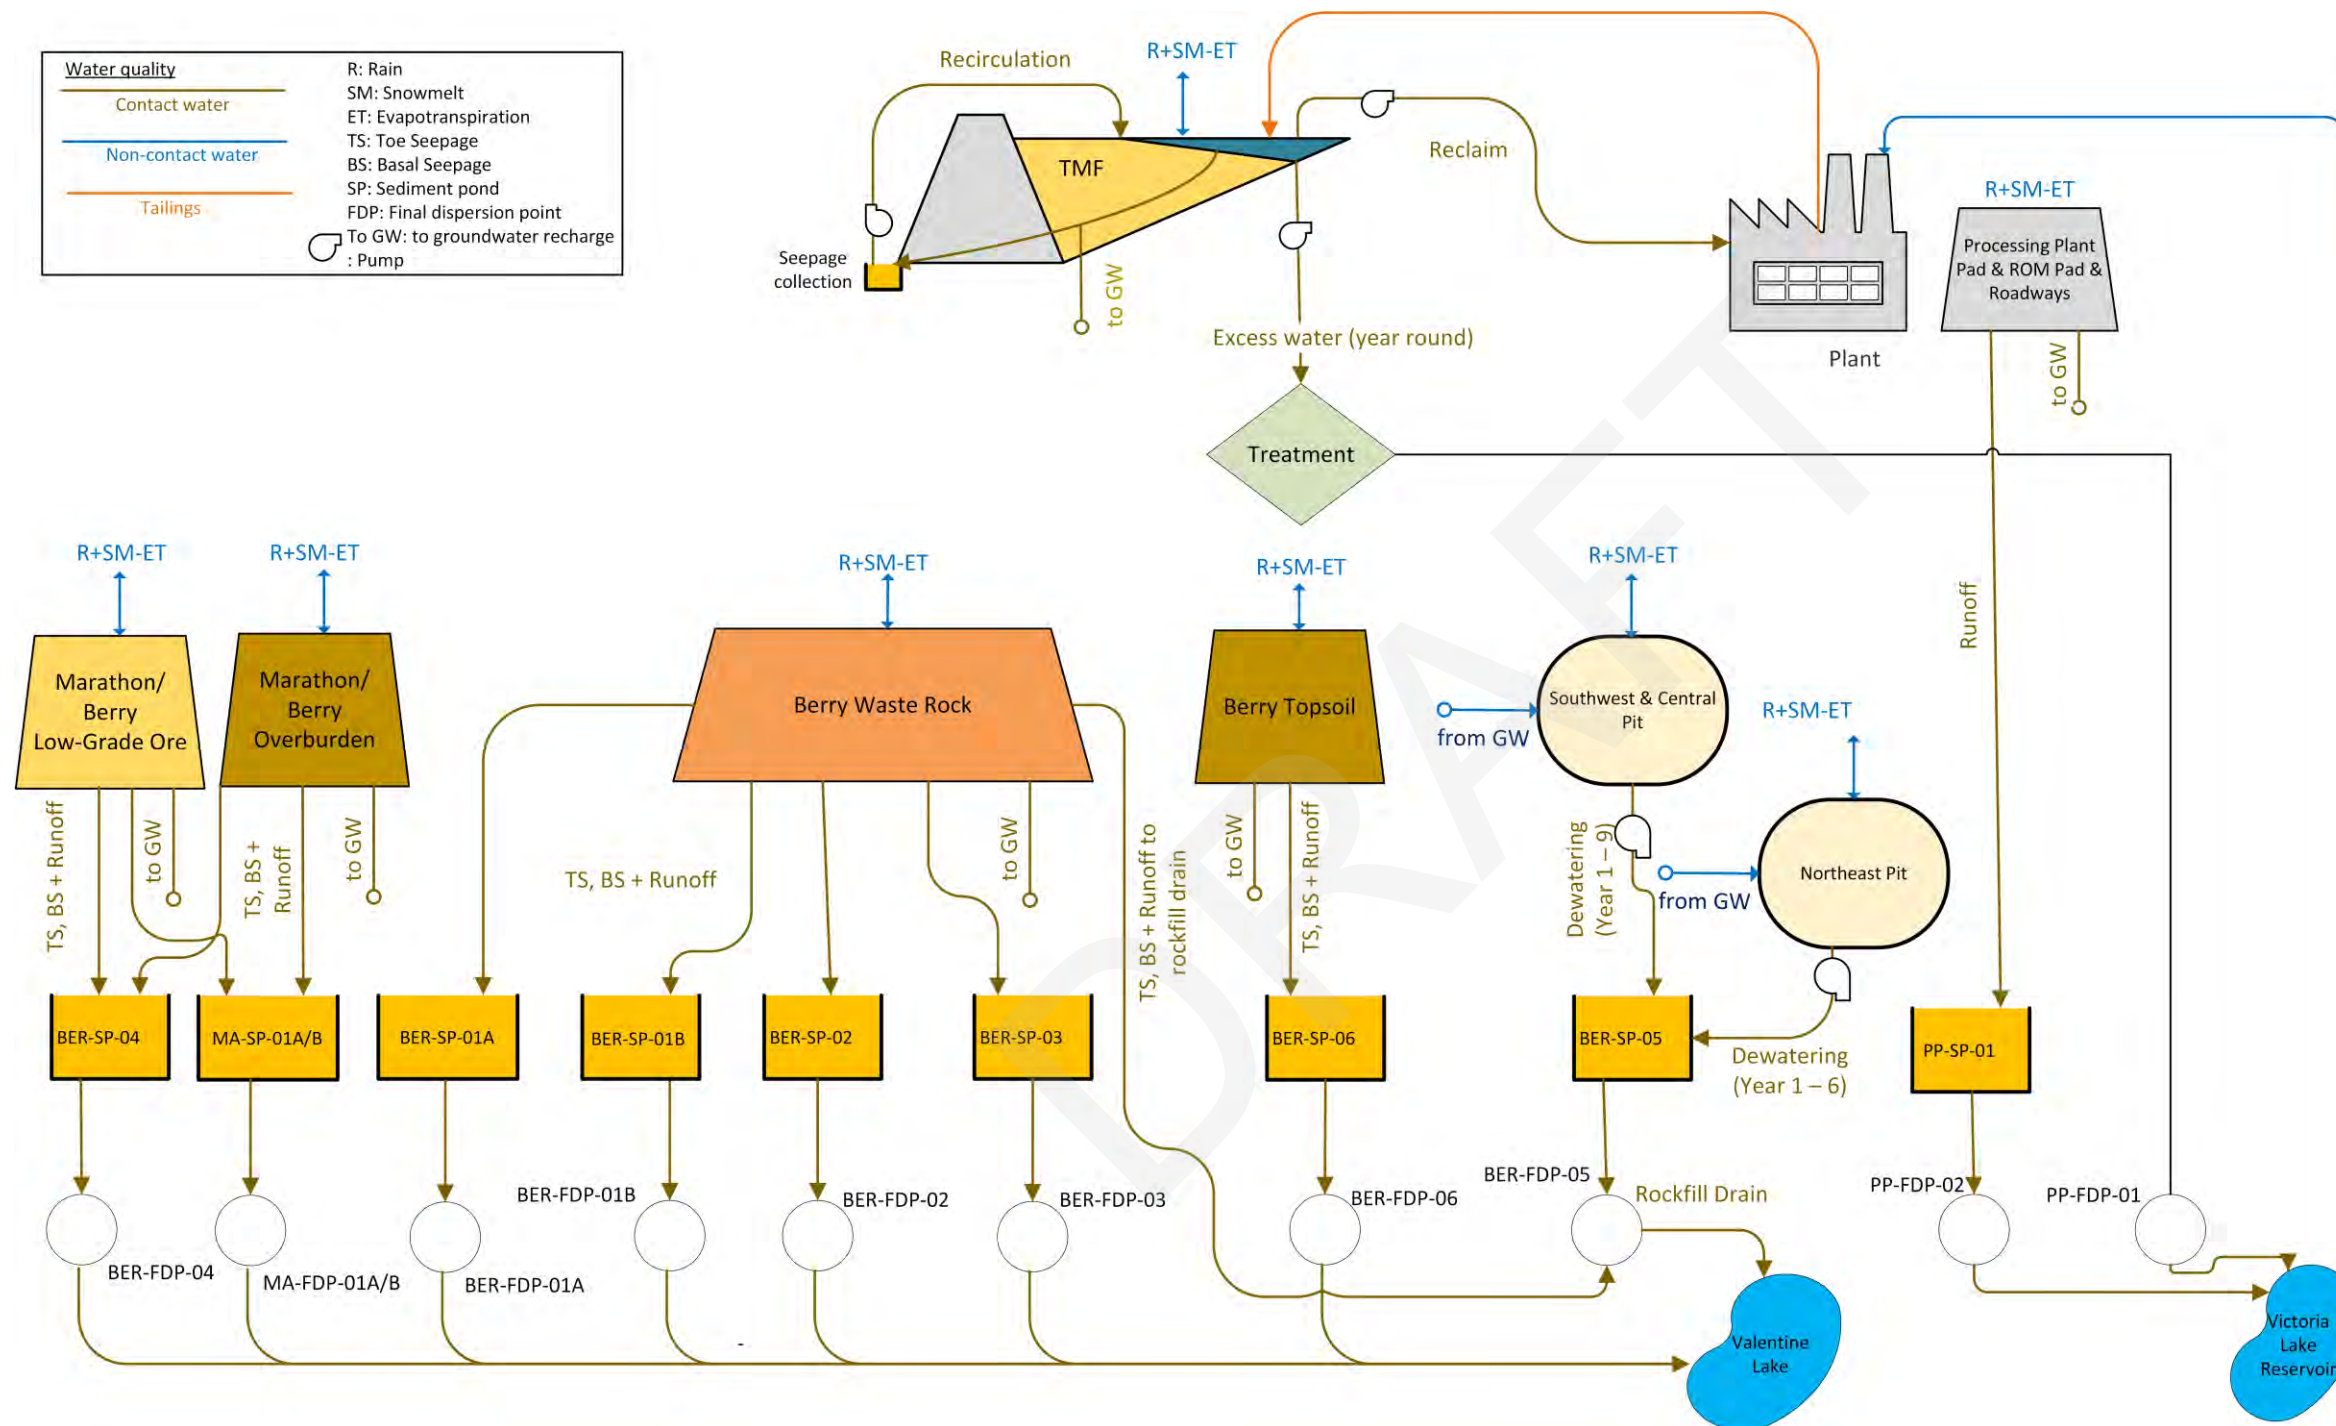 Water quality
Contact water
Non-contact water
Tailings
R: Rain
SM: Snowmelt
ET: Evapotranspiration
TS: Toe Seepage
BS: Basal Seepage
SP: Sediment pond
FDP: Final dispersion point
To GW: to groundwater recharge
: Pump
Recirculation
R+SM-ET
TMF
Reclaim
Seepage
collection
to GW
Excess water (year round)
Treatment
Plant
R+SM-ET
Processing Plant
Pad & ROM Pad &
Roadways
to GW
Runoff
R+SM-ET
R+SM-ET
R+SM-ET
R+SM-ET
R+SM-ET
R+SM-ET
Marathon/
Berry
Low-Grade Ore
Marathon/
Berry
Overburden
Berry Waste Rock
Berry Topsoil
Southwest & Central
Pit
from GW
Northeast Pit
from GW
TS, BS + Runoff
to GW
TS, BS +
Runoff
to GW
TS, BS + Runoff
to GW
TS, BS + Runoff to
rockfill drain
to GW
TS, BS + Runoff
Dewatering
(Year 1 – 9)
Dewatering
(Year 1 – 6)
BER-SP-04
MA-SP-01A/B
BER-SP-01A
BER-SP-01B
BER-SP-02
BER-SP-03
BER-SP-06
BER-SP-05
PP-SP-01
BER-FDP-04
MA-FDP-01A/B
BER-FDP-01A
BER-FDP-01B
BER-FDP-02
BER-FDP-03
BER-FDP-06
BER-FDP-05
Rockfill Drain
PP-FDP-02
PP-FDP-01
-
Valentine
Lake
Victoria
Lake
Reservoir
DRAFT